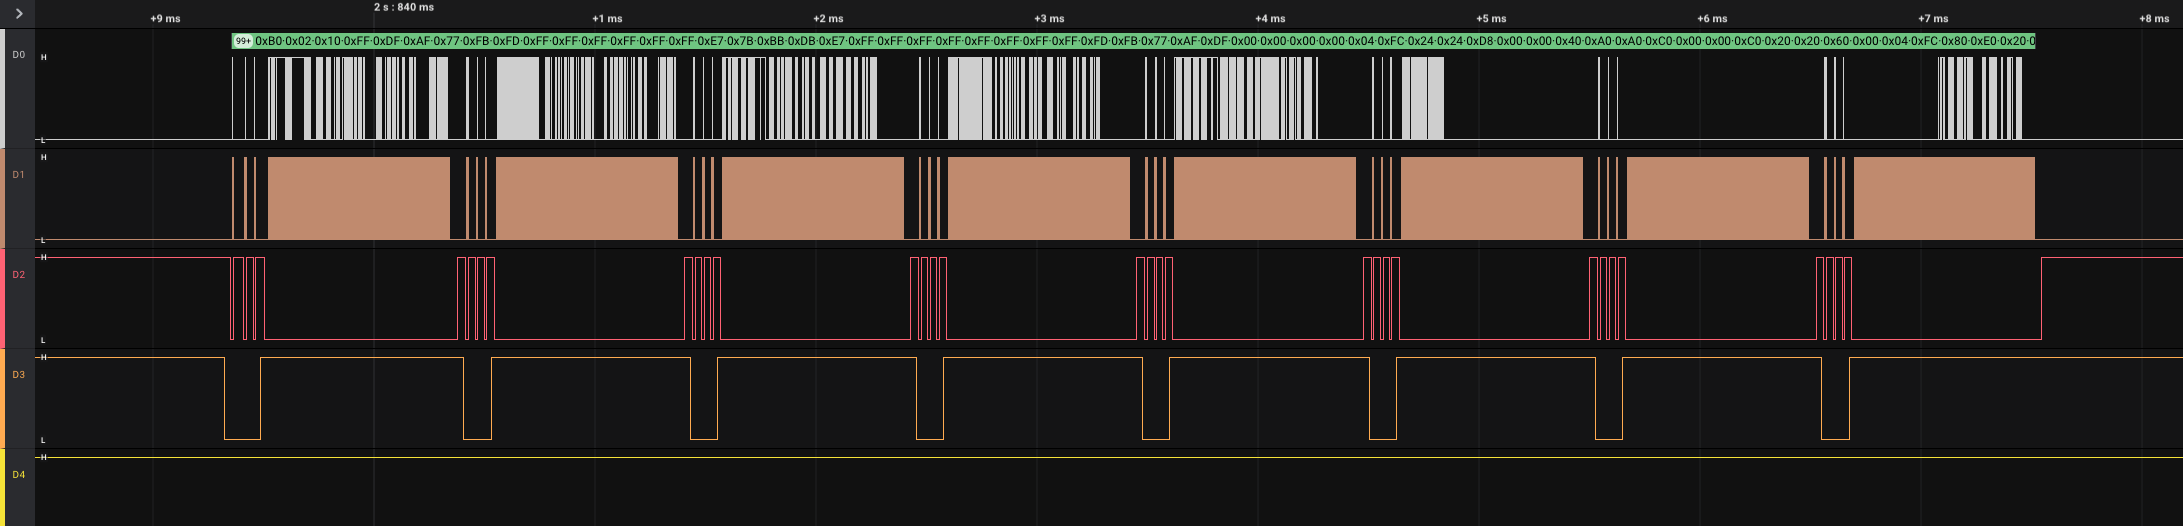 2 s : 840 ms
+9 ms +1 ms +2 ms +3 ms +4 ms +5 ms +6 ms +7 ms +8 ms
99+ 0xB0·0x02·0x10·0xFF·0xDF·0xAF·0x77·0xFB·0xFD·0xFF·0xFF·0xFF·0xFF·0xFF·0xFF·0xE7·0x7B·0xBB·0xDB·0xE7·0xFF·0xFF·0xFF·0xFF·0xFF·0xFF·0xFF·0xFD·0xFB·0x77·0xAF·0xDF·0x00·0x00·0x00·0x00·0x04·0xFC·0x24·0x24·0xD8·0x00·0x00·0x40·0xA0·0xA0·0xC0·0x00·0x00·0xC0·0x20·0x20·0x60·0x00·0x04·0xFC·0x80·0xE0·0x20·0
D0
H
L
D1
H
L
D2
H
L
D3
H
L
D4
H